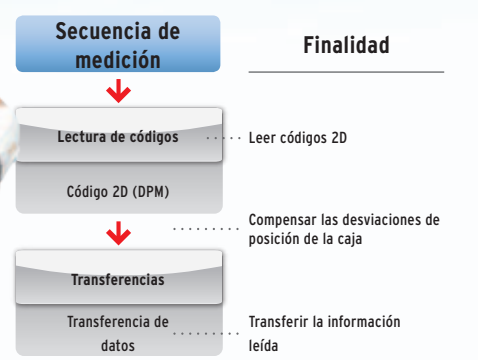 Secuencia de
medición
Finalidad
Lectura de códigos
Leer códigos 2D
Código 2D (DPM)
Compensar las desviaciones de
posición de la caja
Transferencias
Transferencia de
datos
Transferir la información
leída